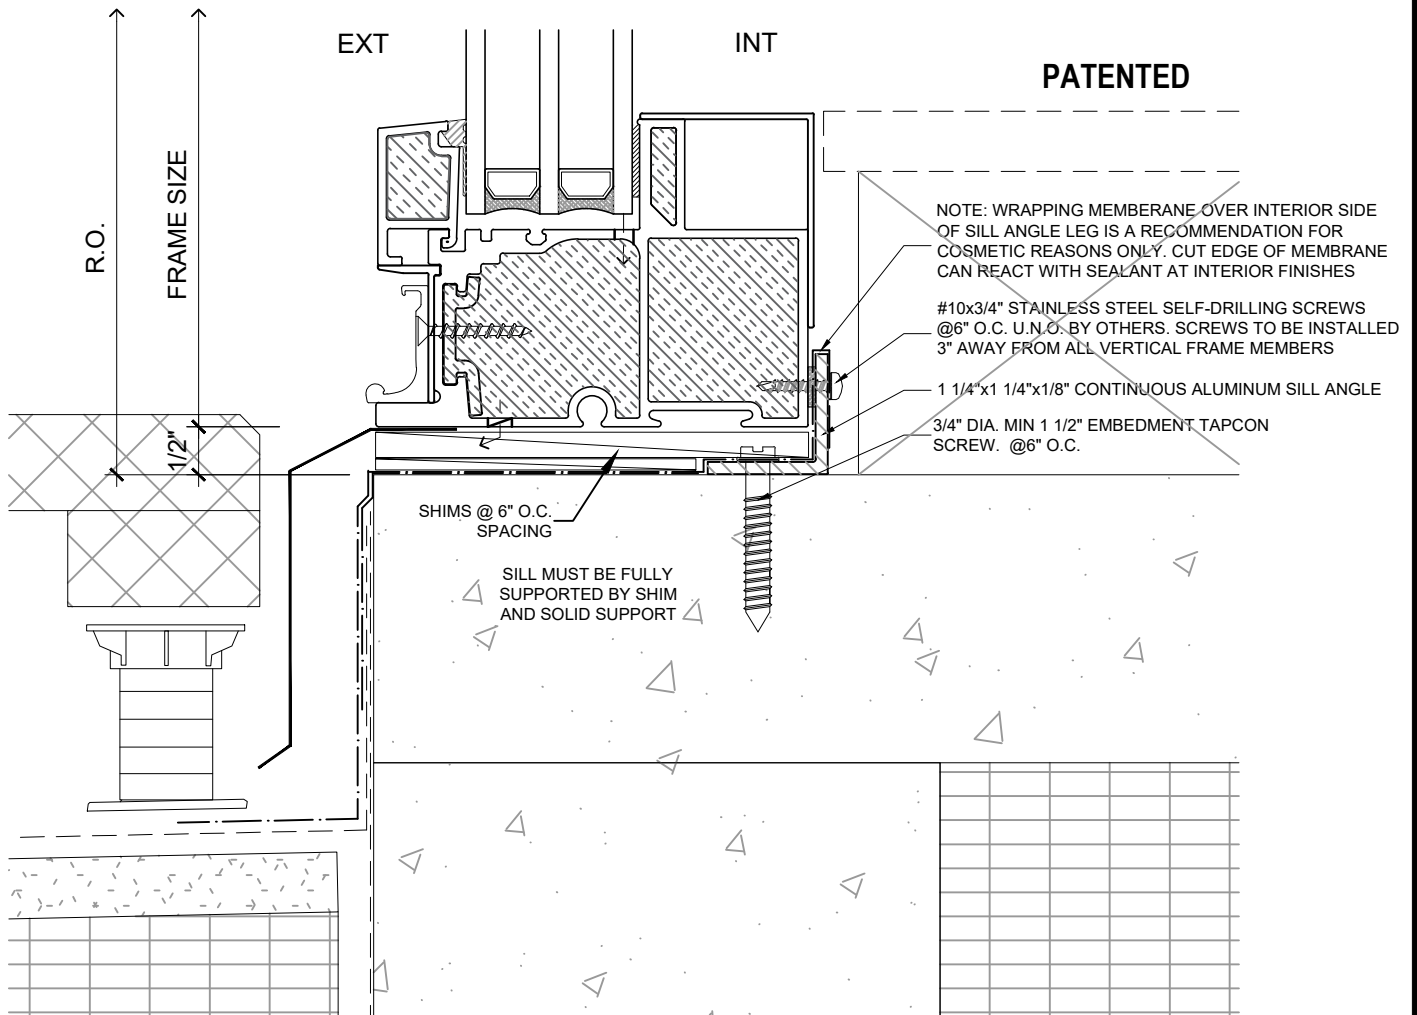 EXT
INT
PATENTED
R.O.
FRAME SIZE
1/2"
NOTE: WRAPPING MEMBERANE OVER INTERIOR SIDE
OF SILL ANGLE LEG IS A RECOMMENDATION FOR
COSMETIC REASONS ONLY. CUT EDGE OF MEMBRANE
CAN REACT WITH SEALANT AT INTERIOR FINISHES
#10x3/4" STAINLESS STEEL SELF-DRILLING SCREWS
@6" O.C. U.N.O. BY OTHERS. SCREWS TO BE INSTALLED
3" AWAY FROM ALL VERTICAL FRAME MEMBERS
1 1/4"x1 1/4"x1/8" CONTINUOUS ALUMINUM SILL ANGLE
3/4" DIA. MIN 1 1/2" EMBEDMENT TAPCON
SCREW. @6" O.C.
SHIMS @ 6" O.C.
SPACING
SILL MUST BE FULLY
SUPPORTED BY SHIM
AND SOLID SUPPORT